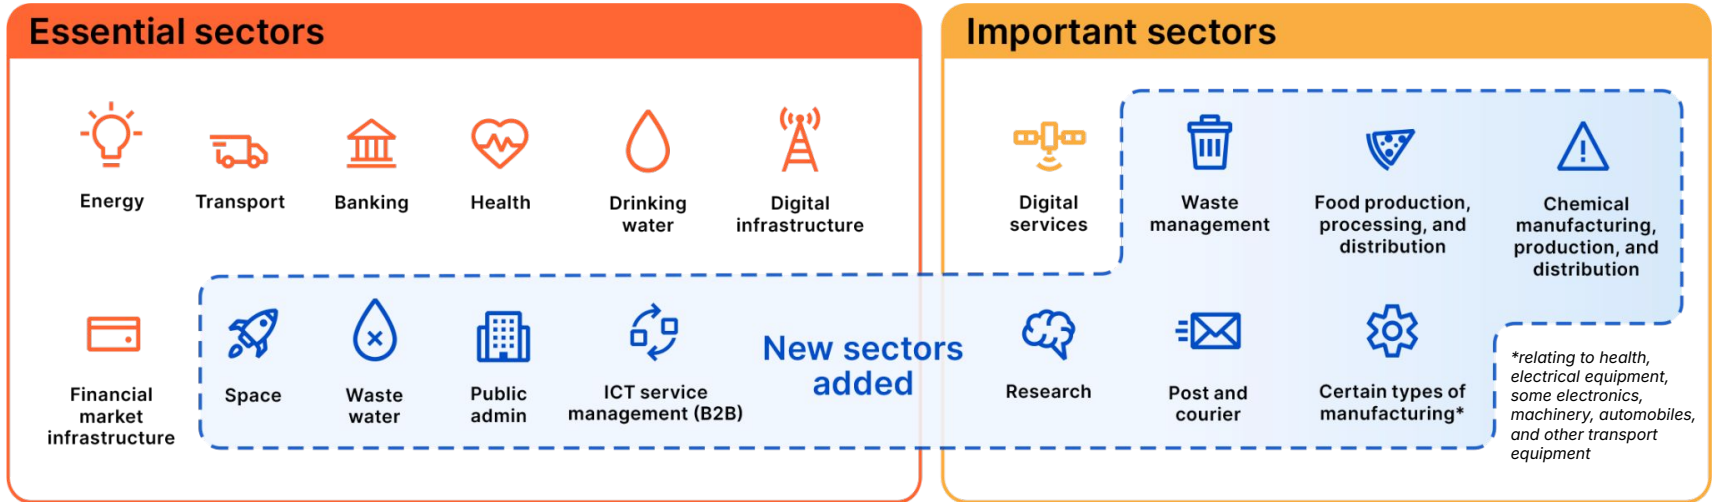 Essential sectors
Energy
Transport
Banking
Health
Drinking
water
Digital
infrastructure
Financial
market
infrastructure
Space
Waste
water
Public
admin
ICT service
management (B2B)
New sectors
added
Important sectors
Digital
services
Waste
management
Food production,
processing, and
distribution
Chemical
manufacturing,
production, and
distribution
Research
Post and
courier
Certain types of
manufacturing*
*relating to health,
electrical equipment,
some electronics,
machinery, automobiles,
and other transport
equipment